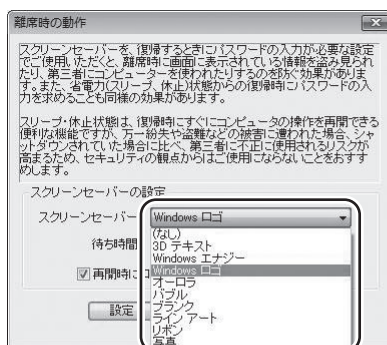 離席時の動作
スクリーンセーバーを、復帰するときにパスワードの入力が必要な設定
でご使用いただくと、離席時に画面に表示されている情報を盗み見られ
たり、第三者にコンピューターを使われたりするのを防ぐ効果がありま
す。また、省電力(スリープ、休止)状態からの復帰時にパスワードの入
力を求めることも同様の効果があります。
スリープ・休止状態は、復帰時にすぐにコンピュータの操作を再開できる
便利な機能ですが、万一紛失や盗難などの被害に遭われた場合、シャ
ットダウンされていた場合に比べ、第三者に不正に使用されるリスクが
高まるため、セキュリティの観点からはご使用にならないことをおすす
めします。
スクリーンセーバーの設定
スクリーンセーバー Windows ロゴ
(なし)
待ち時間
3D テキスト
Windows エナジー
Windows ロゴ
再開時に
オーロラ
バブル
ブランク
設定
ライン アート
リボン
写真